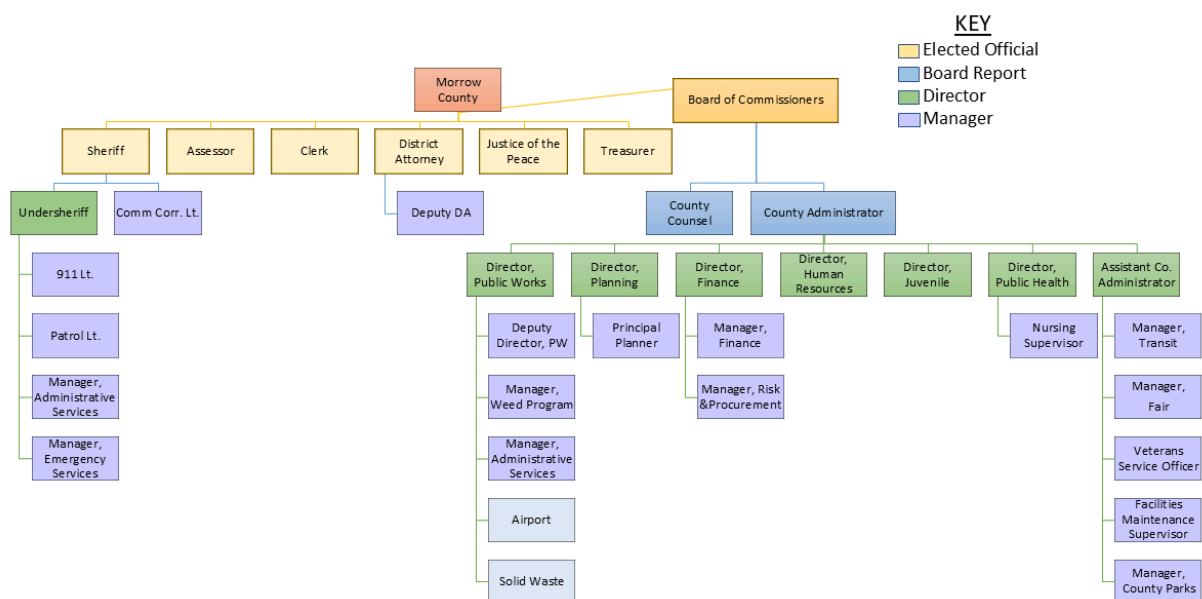 KEY
Elected Official
Board Report
Director
Manager
Morrow
County
Board of Commissioners
Sheriff
Assessor
Clerk
District
Attorney
Justice of the
Peace
Treasurer
Undersheriff
Comm Corr. Lt.
Deputy DA
County
Counsel
County Administrator
911 Lt.
Patrol Lt.
Manager,
Administrative
Services
Manager,
Emergency
Services
Director,
Public Works
Director,
Planning
Director,
Finance
Director,
Human
Resources
Director,
Juvenile
Director,
Public Health
Assistant Co.
Administrator
Deputy
Director, PW
Principal
Planner
Manager,
Finance
Nursing
Supervisor
Manager,
Transit
Manager,
Weed Program
Manager, Risk
&Procurement
Manager,
Fair
Manager,
Administrative
Services
Veterans
Service Officer
Airport
Facilities
Maintenance
Supervisor
Solid Waste
Manager,
County Parks